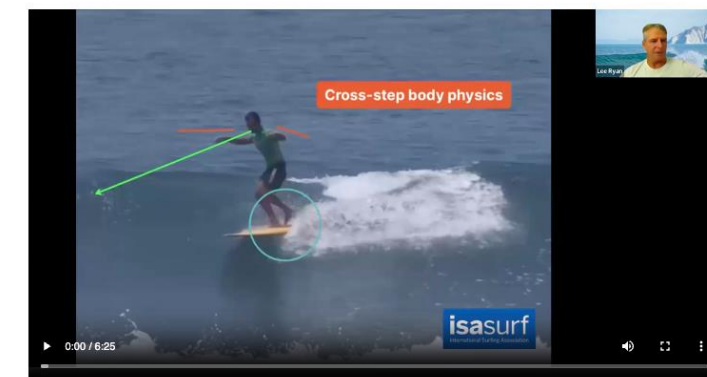 Lee Ryan
Cross-step body physics
isasurf
International Surfing Association
0:00 / 6:25